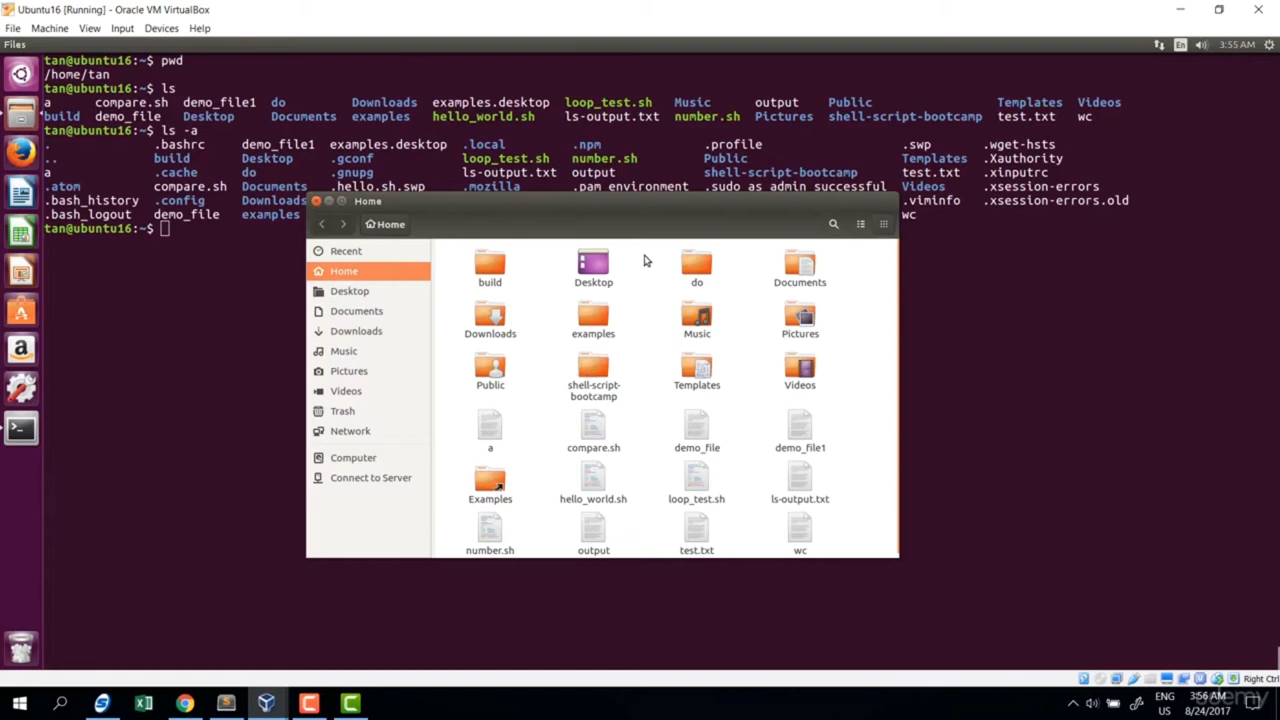 Ubuntu16 [Running] - Oracle VM VirtualBox
File Machine View Input Devices Help
Files En 3:55 AM
tan@ubuntu16:~$ pwd
/home/tan
tan@ubuntu16:~$ ls
a compare.sh demo_file1 do Downloads examples.desktop loop_test.sh Music output Public Templates Videos
build demo_file Desktop Documents examples hello_world.sh ls-output.txt number.sh Pictures shell-script-bootcamp test.txt wc
tan@ubuntu16:~$ ls -a
. .bashrc demo_file1 examples.desktop .local .npm .profile .swp .wget-hsts
.. build Desktop .gconf loop_test.sh number.sh Public Templates .Xauthority
a .cache do .gnupg ls-output.txt output shell-script-bootcamp test.txt .xinputrc
.atom compare.sh Documents .hello.sh.swp .mozilla .pam_environment .sudo_as_admin_successful Videos .xsession-errors
.bash_history .config Downloads .viminfo .xsession-errors.old
.bash_logout demo_file examples wc
tan@ubuntu16:~$
Home
Home
Recent
Home
Desktop
Documents
Downloads
Music
Pictures
Videos
Trash
Network
Computer
Connect to Server
build Desktop do Documents
Downloads examples Music Pictures
Public shell-script-bootcamp Templates Videos
a compare.sh demo_file demo_file1
Examples hello_world.sh loop_test.sh ls-output.txt
number.sh output test.txt wc
Right Ctrl
ENG 3:56 AM
US 8/24/2017
udemy